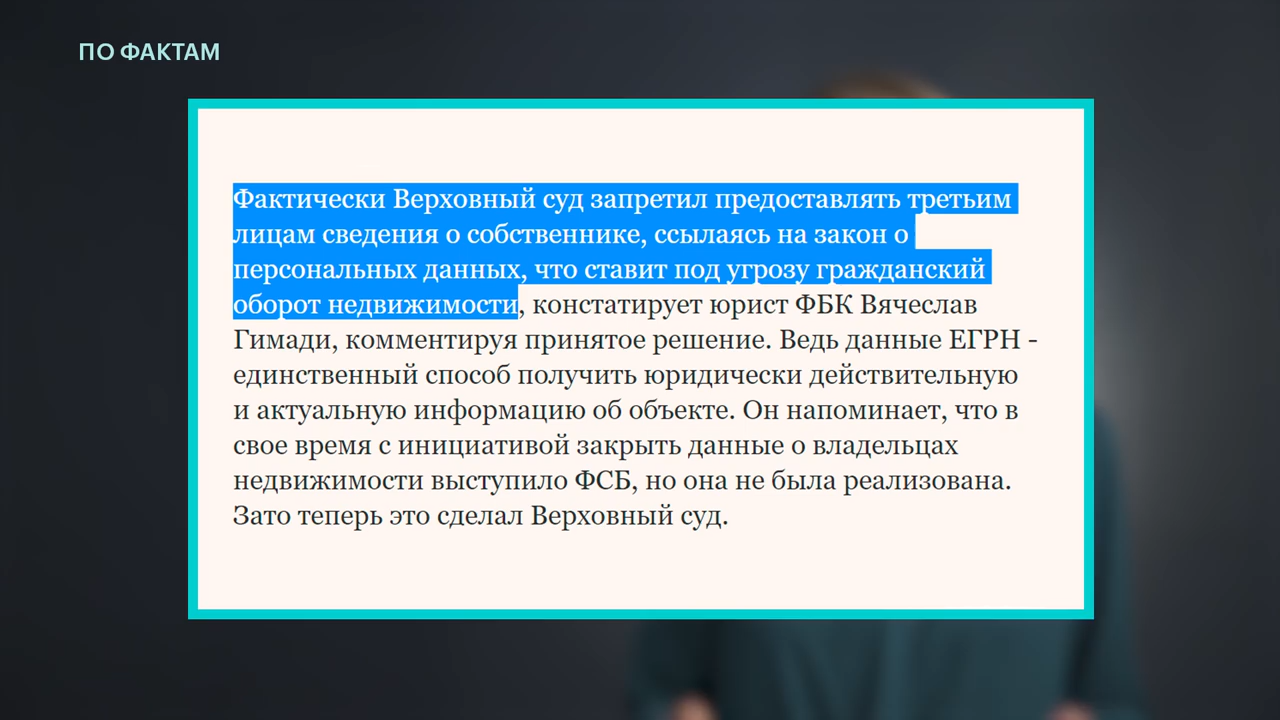 ПО ФАКТАМ
Фактически Верховный суд запретил предоставлять третьим
лицам сведения о собственнике, ссылаясь на закон о
персональных данных, что ставит под угрозу гражданский
оборот недвижимости, констатирует юрист ФБК Вячеслав
Гимади, комментируя принятое решение. Ведь данные ЕГРН -
единственный способ получить юридически действительную
и актуальную информацию об объекте. Он напоминает, что в
свое время с инициативой закрыть данные о владельцах
недвижимости выступило ФСБ, но она не была реализована.
Зато теперь это сделал Верховный суд.